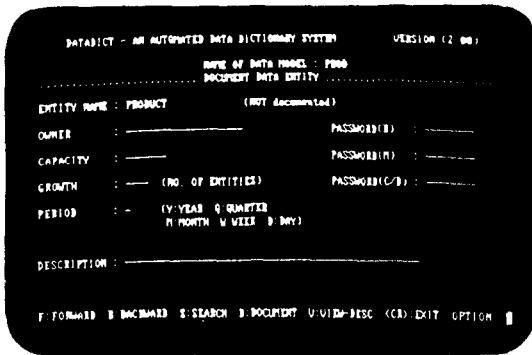 DATADICT - AN AUTOMATED DATA DICTIONARY SYSTEM VERSION (2.00)
NAME OF DATA MODEL : PROD
DOCUMENT DATA ENTITY
ENTITY NAME : PRODUCT (NOT documented)
OWNER : PASSWORD(R) :
CAPACITY : PASSWORD(M) :
GROWTH : (NO. OF ENTITIES) PASSWORD(C/D) :
PERIOD : (Y:YEAR Q:QUARTER
M:MONTH W:WEEK D:DAY)
DESCRIPTION :
F:FORWARD B:BACKWARD S:SEARCH D:DOCUMENT V:VIEW-DESC <CR>:EXIT OPTION